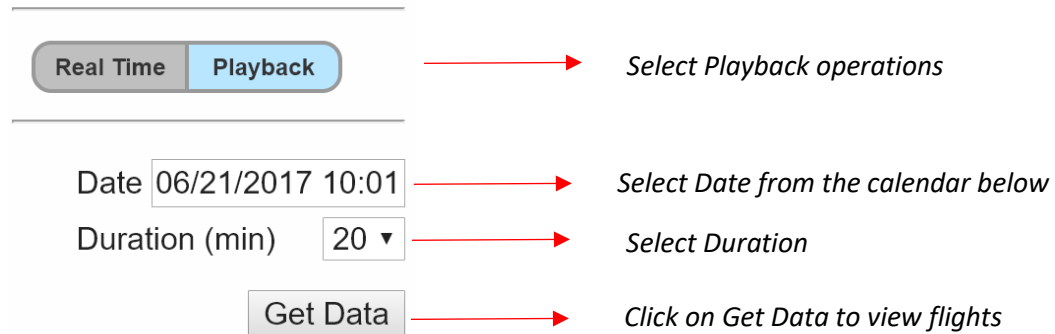 Real Time Playback Select Playback operations
Date 06/21/2017 10:01 Select Date from the calendar below
Duration (min) 20 Select Duration
Get Data Click on Get Data to view flights